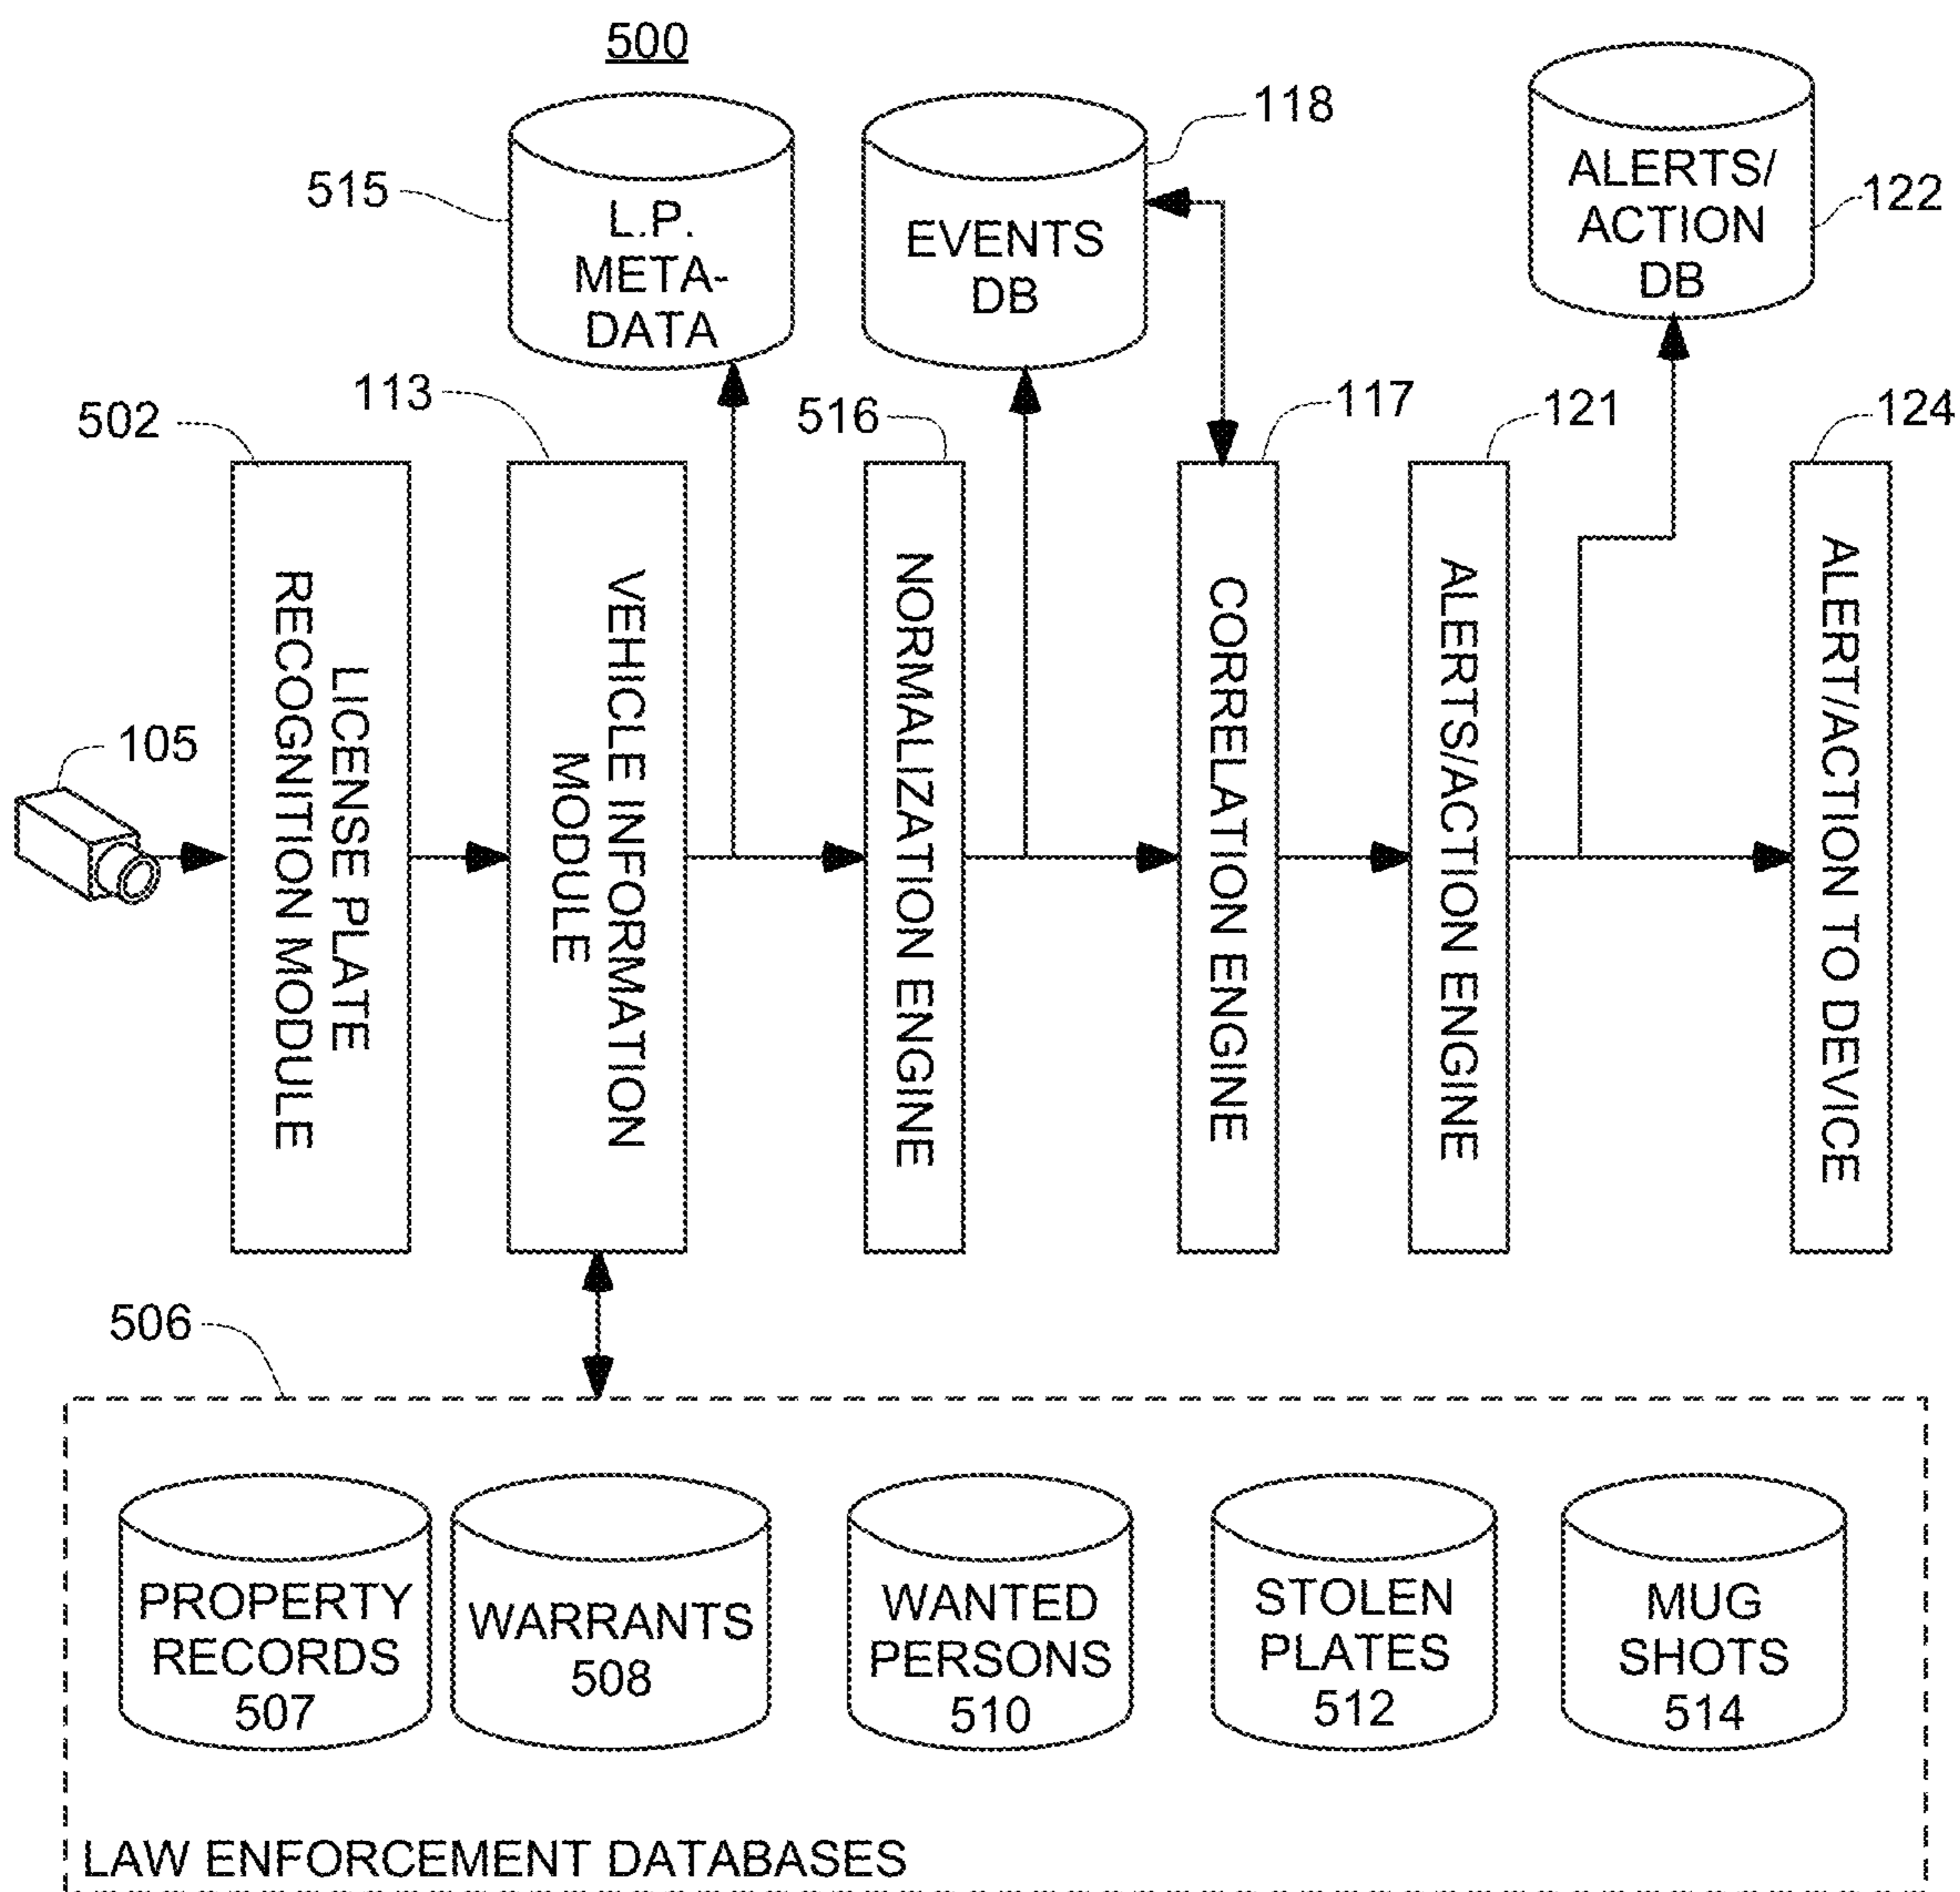 500
118
515
122
L.P.
META-
DATA
EVENTS
DB
ALERTS/
ACTION
DB
502
113
516
117
121
124
105
LICENSE PLATE
RECOGNITION MODULE
VEHICLE INFORMATION
MODULE
NORMALIZATION ENGINE
CORRELATION ENGINE
ALERTS/ACTION ENGINE
ALERT/ACTION TO DEVICE
506
PROPERTY
RECORDS
507
WARRANTS
508
WANTED
PERSONS
510
STOLEN
PLATES
512
MUG
SHOTS
514
LAW ENFORCEMENT DATABASES